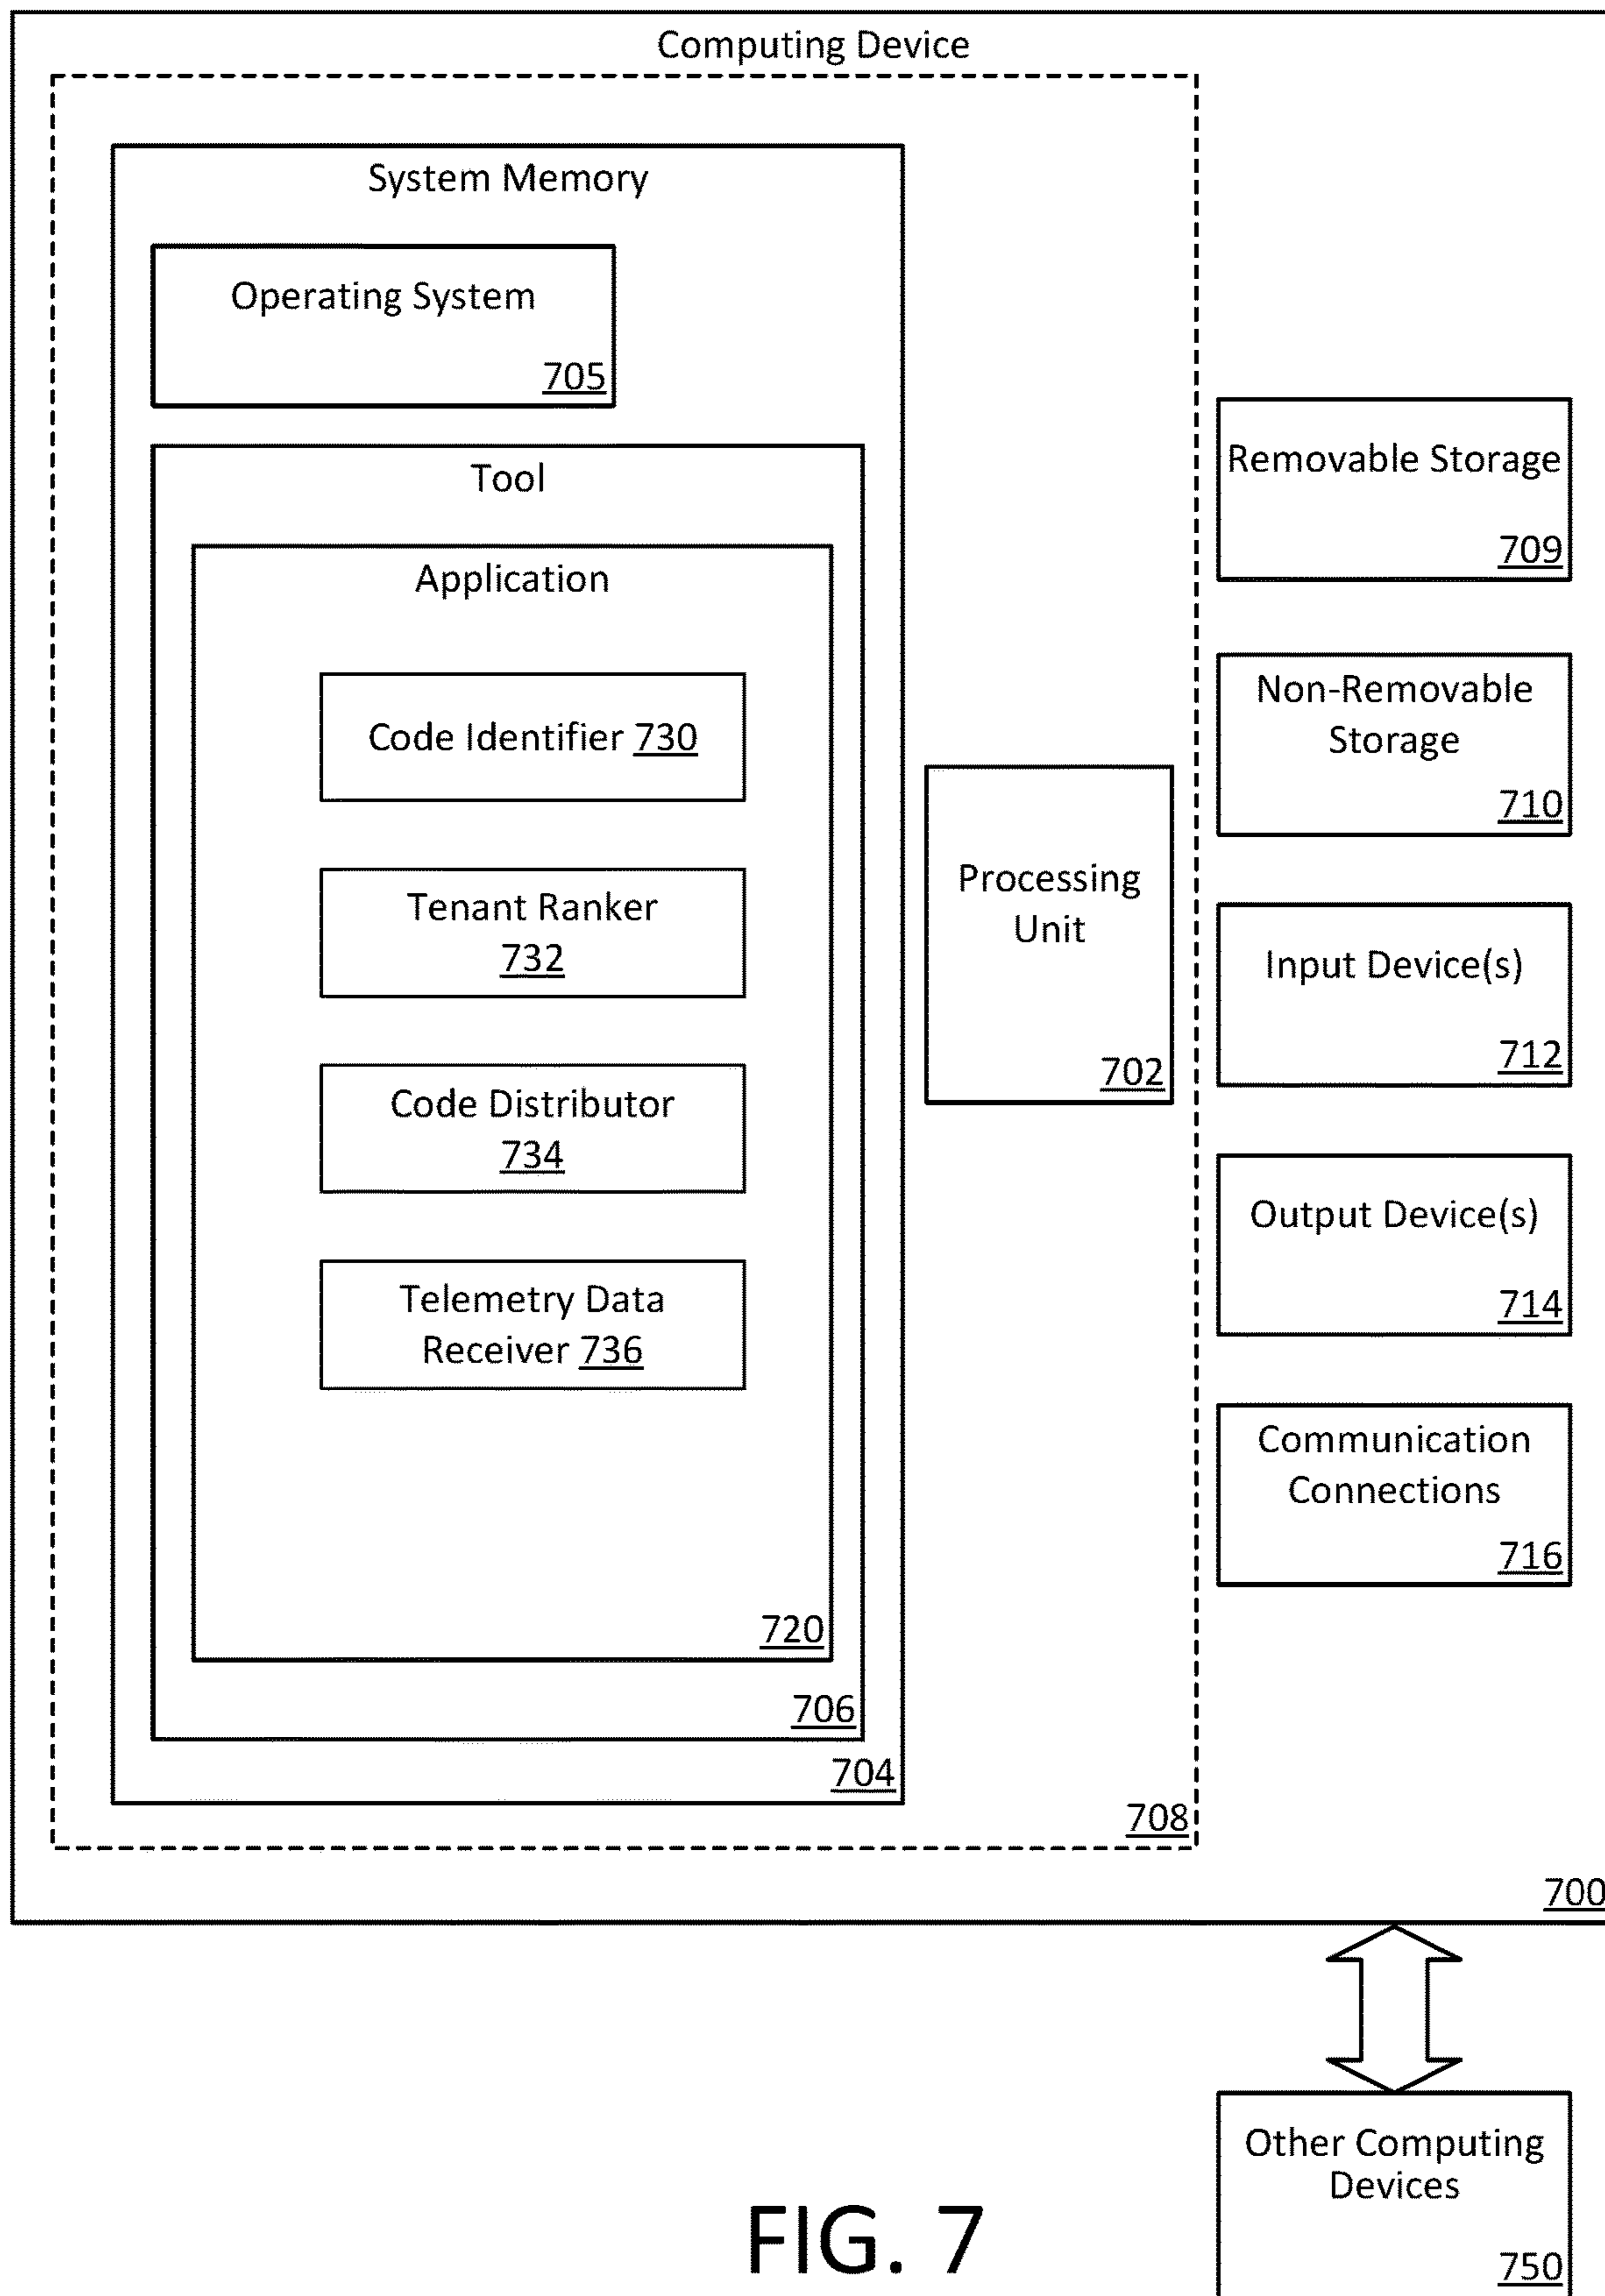 Computing Device
System Memory
Operating System
705
Tool
Application
Code Identifier 730
Tenant Ranker
732
Code Distributor
734
Telemetry Data
Receiver 736
720
706
704
Processing
Unit
702
708
Removable Storage
709
Non-Removable
Storage
710
Input Device(s)
712
Output Device(s)
714
Communication
Connections
716
700
Other Computing
Devices
750
FIG. 7